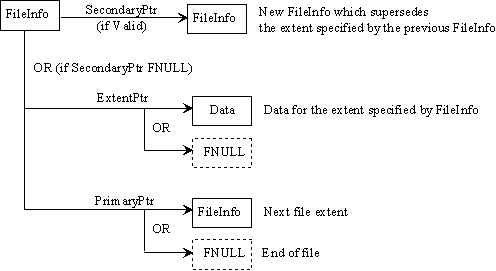 FileInfo
SecondaryPtr
(if Valid)
FileInfo
New FileInfo which supersedes
the extent specified by the previous FileInfo
OR (if SecondaryPtr FNULL)
ExtentPtr
OR
Data
Data for the extent specified by FileInfo
FNULL
PrimaryPtr
OR
FileInfo
Next file extent
FNULL
End of file